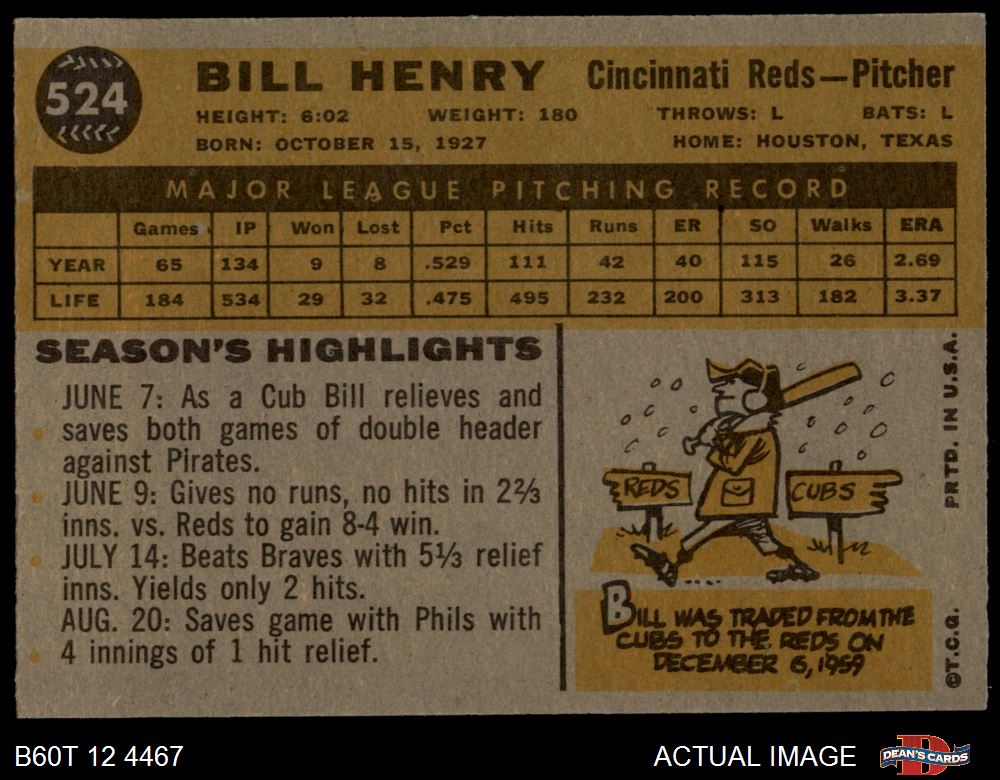 524
BILL HENRY Cincinnati Reds—Pitcher
HEIGHT: 6:02 WEIGHT: 180 THROWS: L BATS: L
BORN: OCTOBER 15, 1927 HOME: HOUSTON, TEXAS
MAJOR LEAGUE PITCHING RECORD
Games IP Won Lost Pct Hits Runs ER SO Walks ERA
YEAR 65 134 9 8 .529 111 42 40 115 26 2.69
LIFE 184 534 29 32 .475 495 232 200 313 182 3.37
SEASON'S HIGHLIGHTS
JUNE 7: As a Cub Bill relieves and
saves both games of double header
against Pirates.
JUNE 9: Gives no runs, no hits in 2⅔
inns. vs. Reds to gain 8-4 win.
JULY 14: Beats Braves with 5⅓ relief
inns. Yields only 2 hits.
AUG. 20: Saves game with Phils with
4 innings of 1 hit relief.
REDS
CUBS
BILL WAS TRADED FROM THE
CUBS TO THE REDS ON
DECEMBER 6, 1959
PRTD. IN U.S.A.
©T.C.G.
B60T 12 4467
ACTUAL IMAGE
DEAN'S CARDS